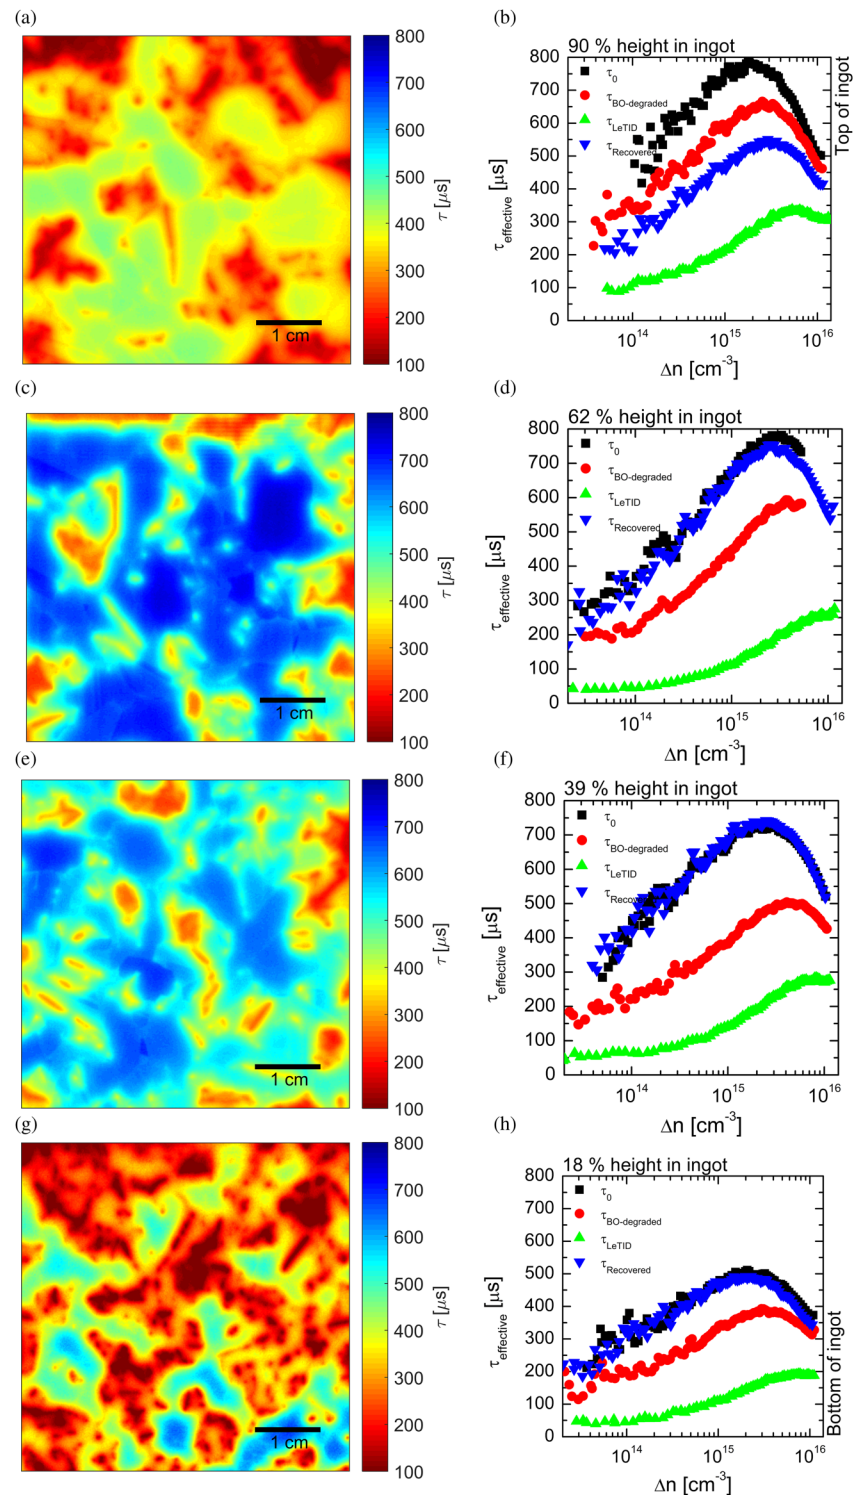 (a)
800
700
600
500
400
300
200
100
τ [µs]
1 cm
(b)
90 % height in ingot
τ0
τBO-degraded
τLeTID
τRecovered
800
700
600
500
400
300
200
100
0
τeffective [µs]
10^14
10^15
10^16
Δn [cm-3]
Top of ingot
(c)
800
700
600
500
400
300
200
100
τ [µs]
1 cm
(d)
62 % height in ingot
τ0
τBO-degraded
τLeTID
τRecovered
800
700
600
500
400
300
200
100
0
τeffective [µs]
10^14
10^15
10^16
Δn [cm-3]
(e)
800
700
600
500
400
300
200
100
τ [µs]
1 cm
(f)
39 % height in ingot
τ0
τBO-degraded
τLeTID
τRecovered
800
700
600
500
400
300
200
100
0
τeffective [µs]
10^14
10^15
10^16
Δn [cm-3]
(g)
800
700
600
500
400
300
200
100
τ [µs]
1 cm
(h)
18 % height in ingot
τ0
τBO-degraded
τLeTID
τRecovered
800
700
600
500
400
300
200
100
0
τeffective [µs]
10^14
10^15
10^16
Δn [cm-3]
Bottom of ingot